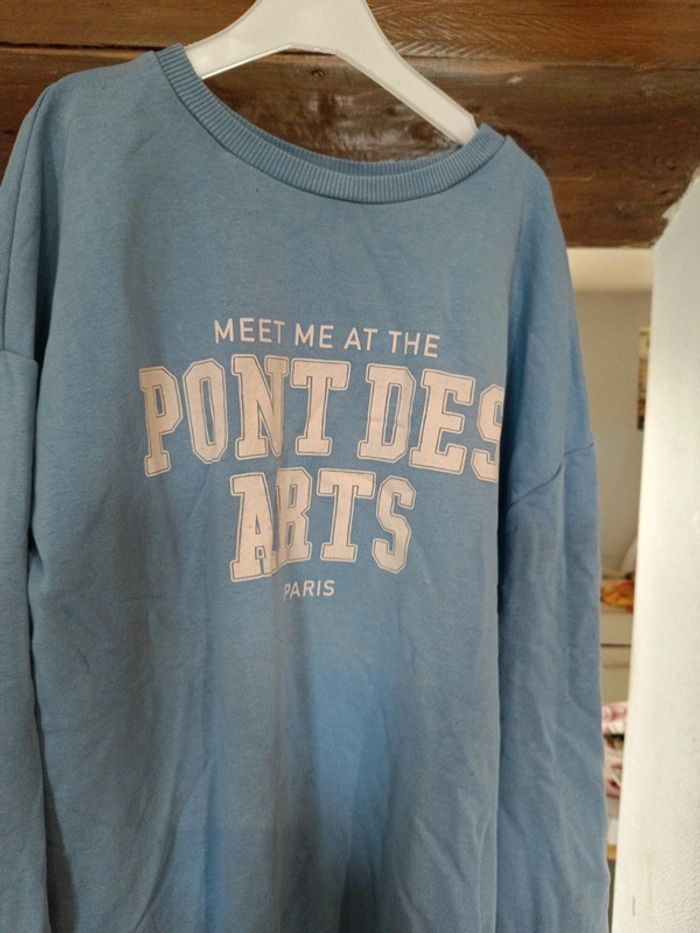 MEET ME AT THE
PONT DES
ARTS
PARIS